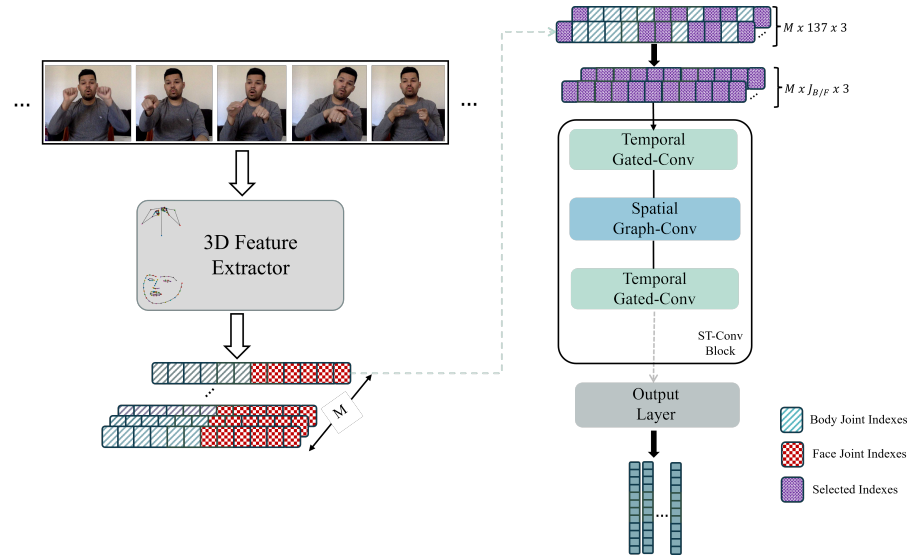 ...
...
3D Feature
Extractor
...
M
... M x 137 x 3
... M x J_{B/F} x 3
Temporal
Gated-Conv
Spatial
Graph-Conv
Temporal
Gated-Conv
ST-Conv
Block
Output
Layer
...
Body Joint Indexes
Face Joint Indexes
Selected Indexes